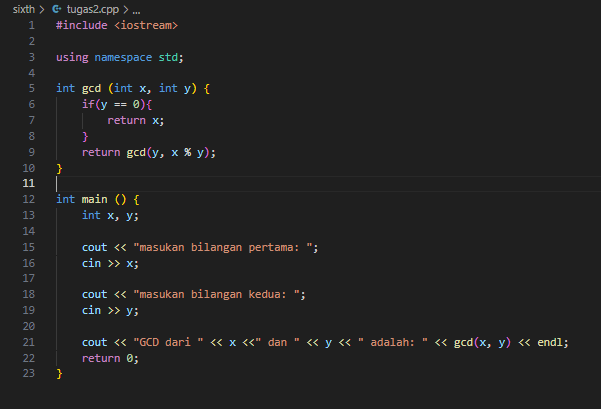 sixth > tugas2.cpp > ...
1 #include <iostream>
2
3 using namespace std;
4
5 int gcd (int x, int y) {
6     if(y == 0){
7         return x;
8     }
9     return gcd(y, x % y);
10 }
11
12 int main () {
13     int x, y;
14
15     cout << "masukan bilangan pertama: ";
16     cin >> x;
17
18     cout << "masukan bilangan kedua: ";
19     cin >> y;
20
21     cout << "GCD dari " << x <<" dan " << y << " adalah: " << gcd(x, y) << endl;
22     return 0;
23 }